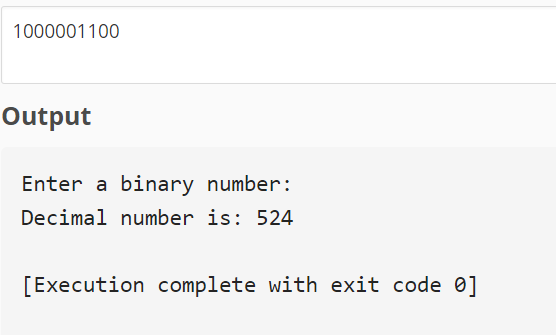 1000001100
Output
Enter a binary number:
Decimal number is: 524
[Execution complete with exit code 0]